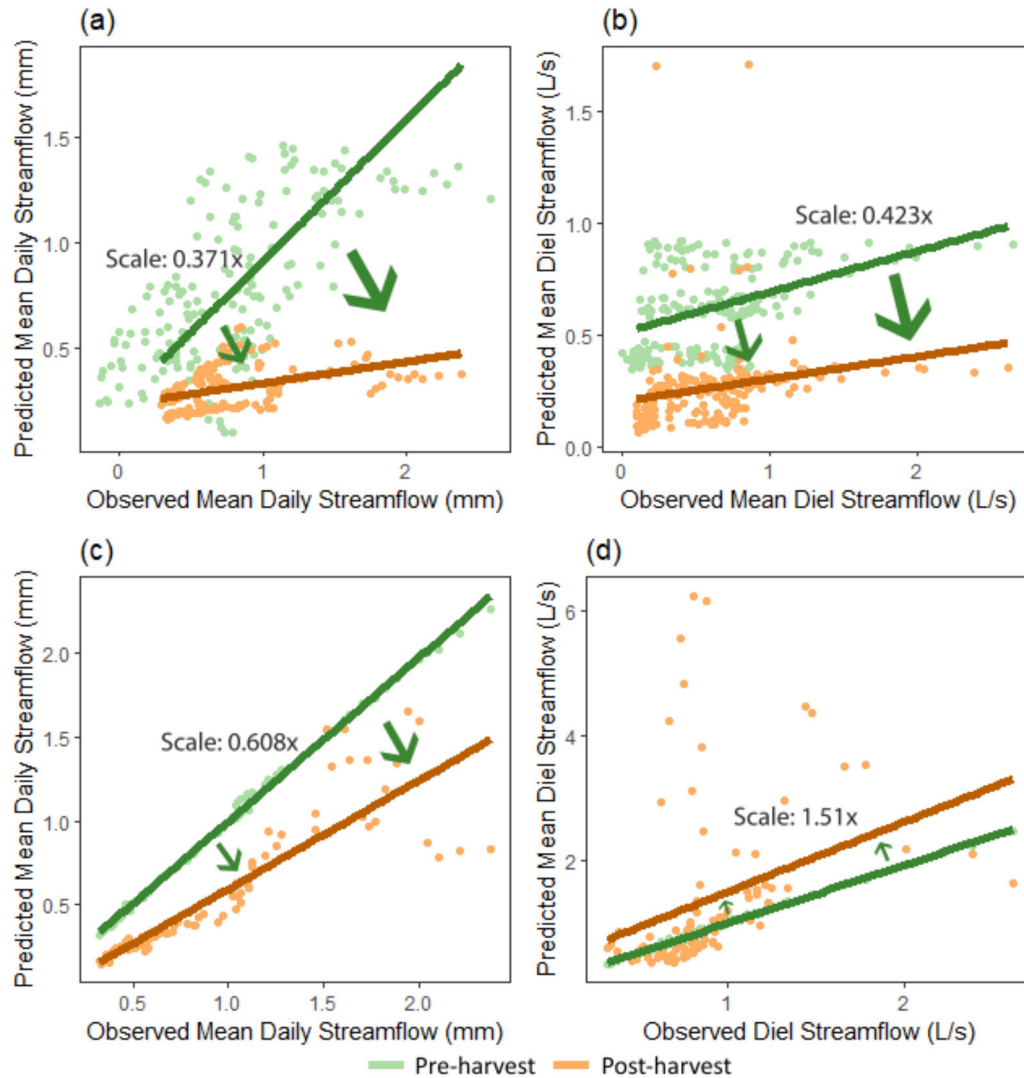 (a)
(b)
Predicted Mean Daily Streamflow (mm)
1.5
1.0
0.5
Scale: 0.371x
0
1
2
Observed Mean Daily Streamflow (mm)
Predicted Mean Diel Streamflow (L/s)
1.5
1.0
0.5
0.0
Scale: 0.423x
0
1
2
Observed Mean Diel Streamflow (L/s)
(c)
(d)
Predicted Mean Daily Streamflow (mm)
2.0
1.5
1.0
0.5
Scale: 0.608x
0.5
1.0
1.5
2.0
Observed Mean Daily Streamflow (mm)
Predicted Mean Diel Streamflow (L/s)
6
4
2
Scale: 1.51x
1
2
Observed Diel Streamflow (L/s)
Pre-harvest
Post-harvest